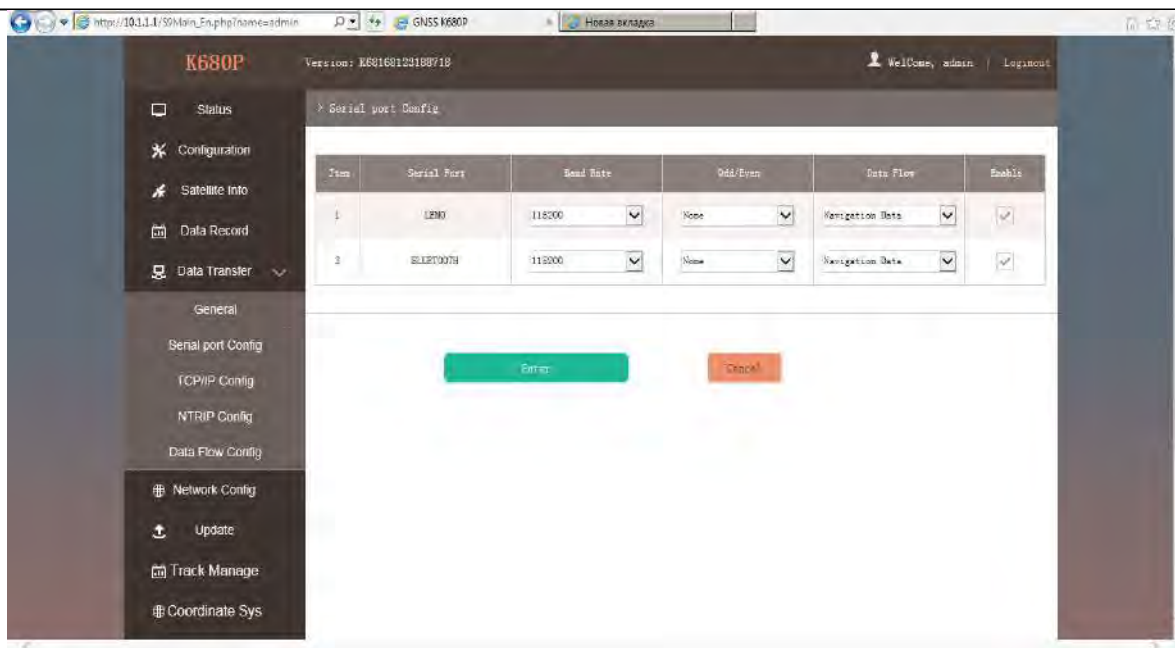 http://10.1.1.1/S9Main_En.php?name=admin
GNSS K680P
Новая вкладка
K680P
Version: K68168123188718
WelCome, admin | Loginout
Status
> Serial port Config
Configuration
Satellite Info
Data Record
Data Transfer
General
Serial port Config
TCP/IP Config
NTRIP Config
Data Flow Config
Network Config
Update
Track Manage
Coordinate Sys
Item Serial Port Baud Rate Odd/Even Data Flow Enable
1 LEMO 115200 None Navigation Data
2 BLUETOOTH 115200 None Navigation Data
Enter Cancel